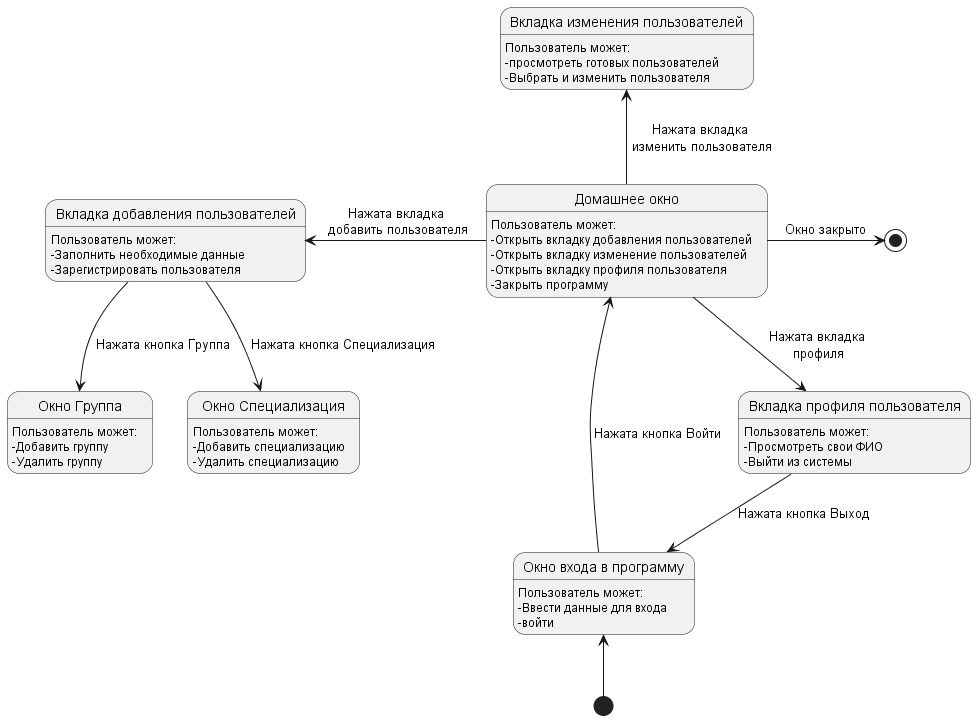 Вкладка изменения пользователей
Пользователь может:
-просмотреть готовых пользователей
-Выбрать и изменить пользователя
Нажата вкладка
изменить пользователя
Вкладка добавления пользователей
Пользователь может:
-Заполнить необходимые данные
-Зарегистрировать пользователя
Нажата вкладка
добавить пользователя
Домашнее окно
Пользователь может:
-Открыть вкладку добавления пользователей
-Открыть вкладку изменение пользователей
-Открыть вкладку профиля пользователя
-Закрыть программу
Окно закрыто
Нажата кнопка Группа
Нажата кнопка Специализация
Нажата вкладка
профиля
Окно Группа
Пользователь может:
-Добавить группу
-Удалить группу
Окно Специализация
Пользователь может:
-Добавить специализацию
-Удалить специализацию
Нажата кнопка Войти
Вкладка профиля пользователя
Пользователь может:
-Просмотреть свои ФИО
-Выйти из системы
Нажата кнопка Выход
Окно входа в программу
Пользователь может:
-Ввести данные для входа
-войти